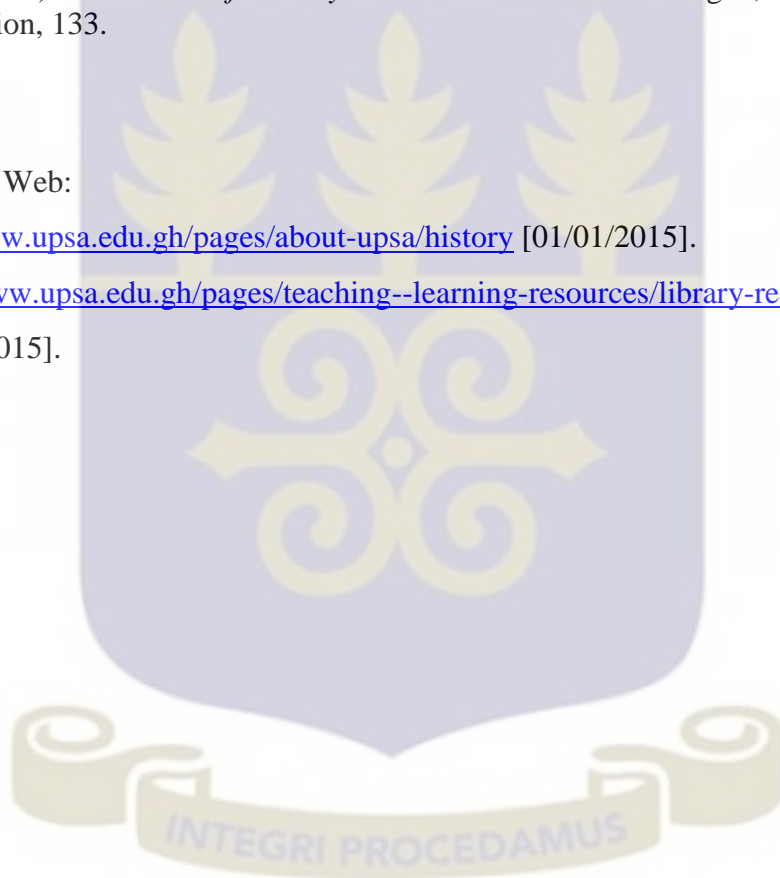 ion, 133.
Web:
w.upsa.edu.gh/pages/about-upsa/history [01/01/2015].
ww.upsa.edu.gh/pages/teaching--learning-resources/library-re
015].
INTEGRI PROCEDAMUS